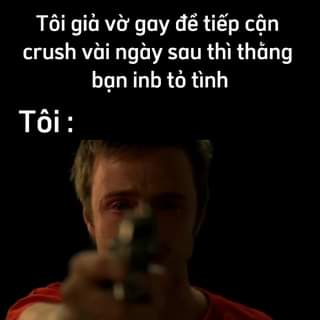 Tôi giả vờ gay để tiếp cận
crush vài ngày sau thì thằng
bạn inb tỏ tình
Tôi :